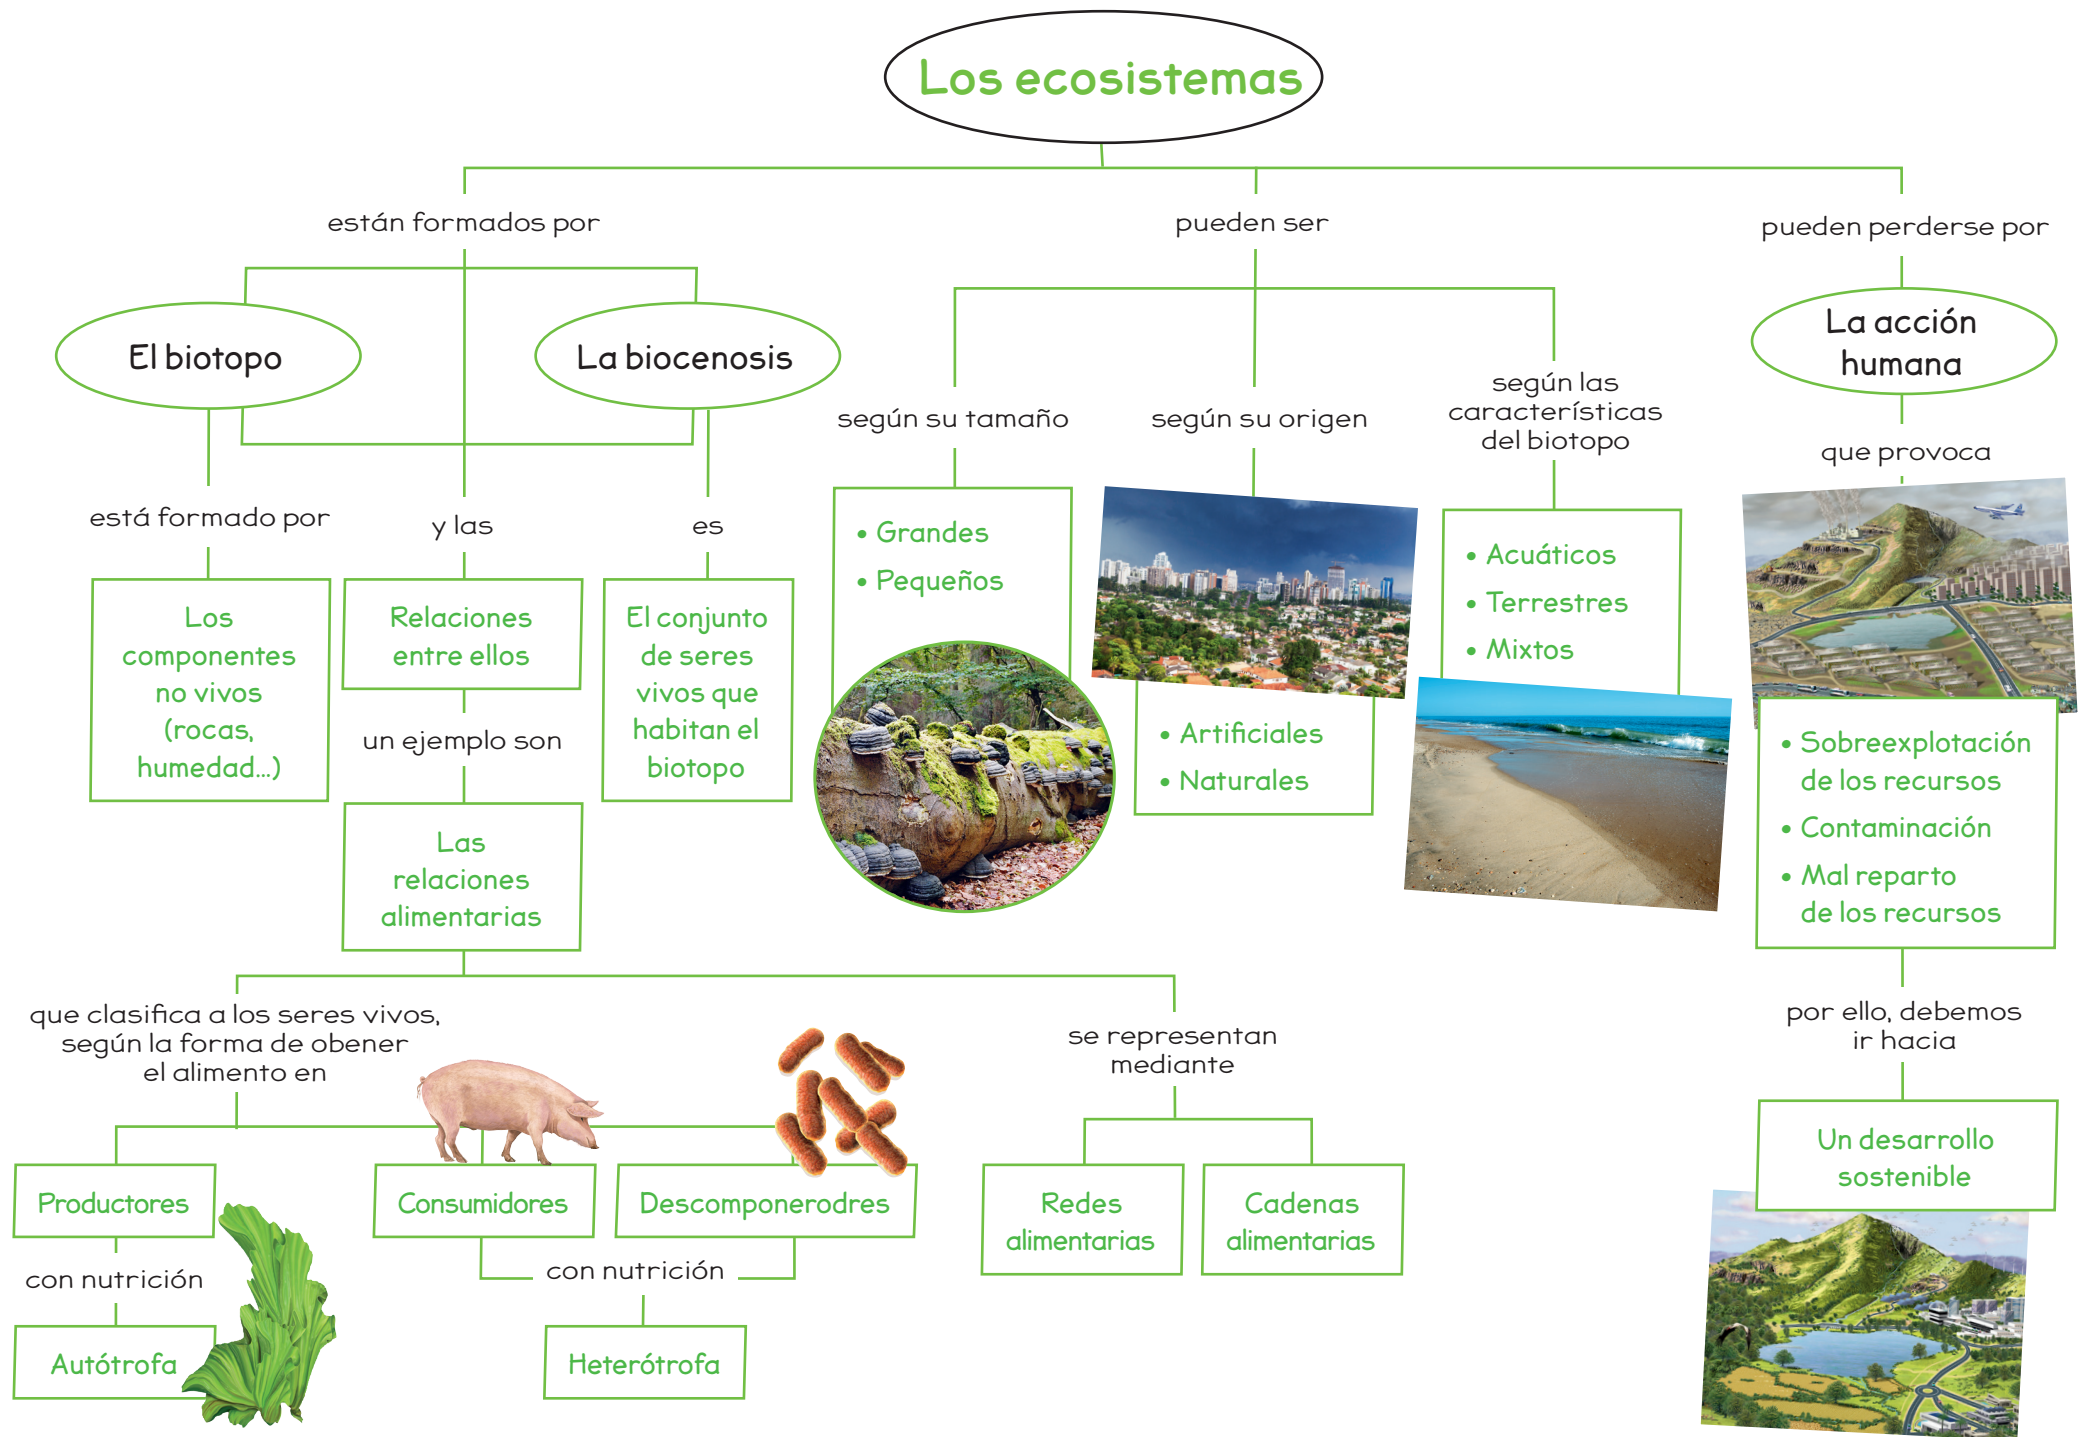 Los ecosistemas
están formados por
El biotopo
La biocenosis
está formado por
Los
componentes
no vivos
(rocas,
humedad...)
y las
Relaciones
entre ellos
un ejemplo son
Las
relaciones
alimentarias
es
El conjunto
de seres
vivos que
habitan el
biotopo
que clasifica a los seres vivos,
según la forma de obener
el alimento en
Productores
con nutrición
Autótrofa
Consumidores
Descomponerodres
con nutrición
Heterótrofa
se representan
mediante
Redes
alimentarias
Cadenas
alimentarias
pueden ser
según su tamaño
• Grandes
• Pequeños
según su origen
• Artificiales
• Naturales
según las
características
del biotopo
• Acuáticos
• Terrestres
• Mixtos
pueden perderse por
La acción
humana
que provoca
• Sobreexplotación
de los recursos
• Contaminación
• Mal reparto
de los recursos
por ello, debemos
ir hacia
Un desarrollo
sostenible